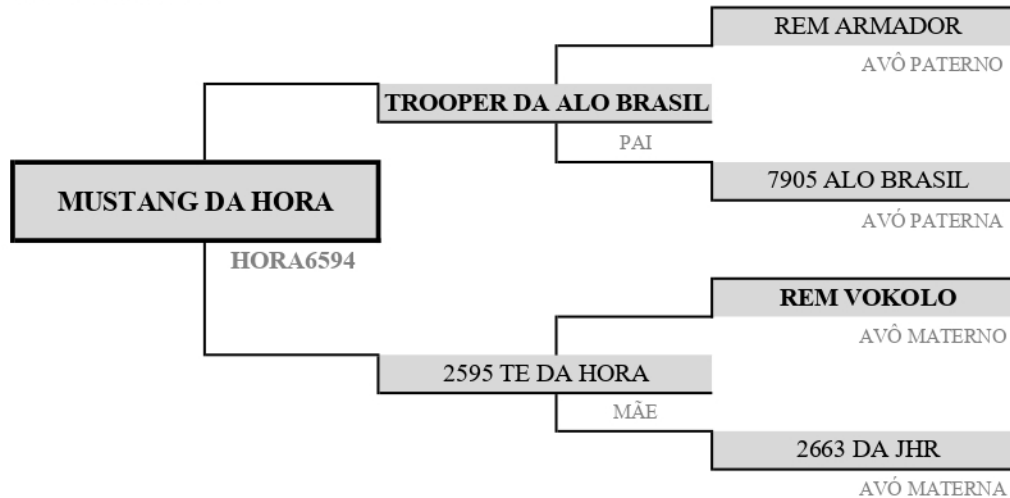 REM ARMADOR
AVÔ PATERNO
TROOPER DA ALO BRASIL
PAI
7905 ALO BRASIL
AVÓ PATERNA
MUSTANG DA HORA
HORA6594
REM VOKOLO
AVÔ MATERNO
2595 TE DA HORA
MÃE
2663 DA JHR
AVÓ MATERNA